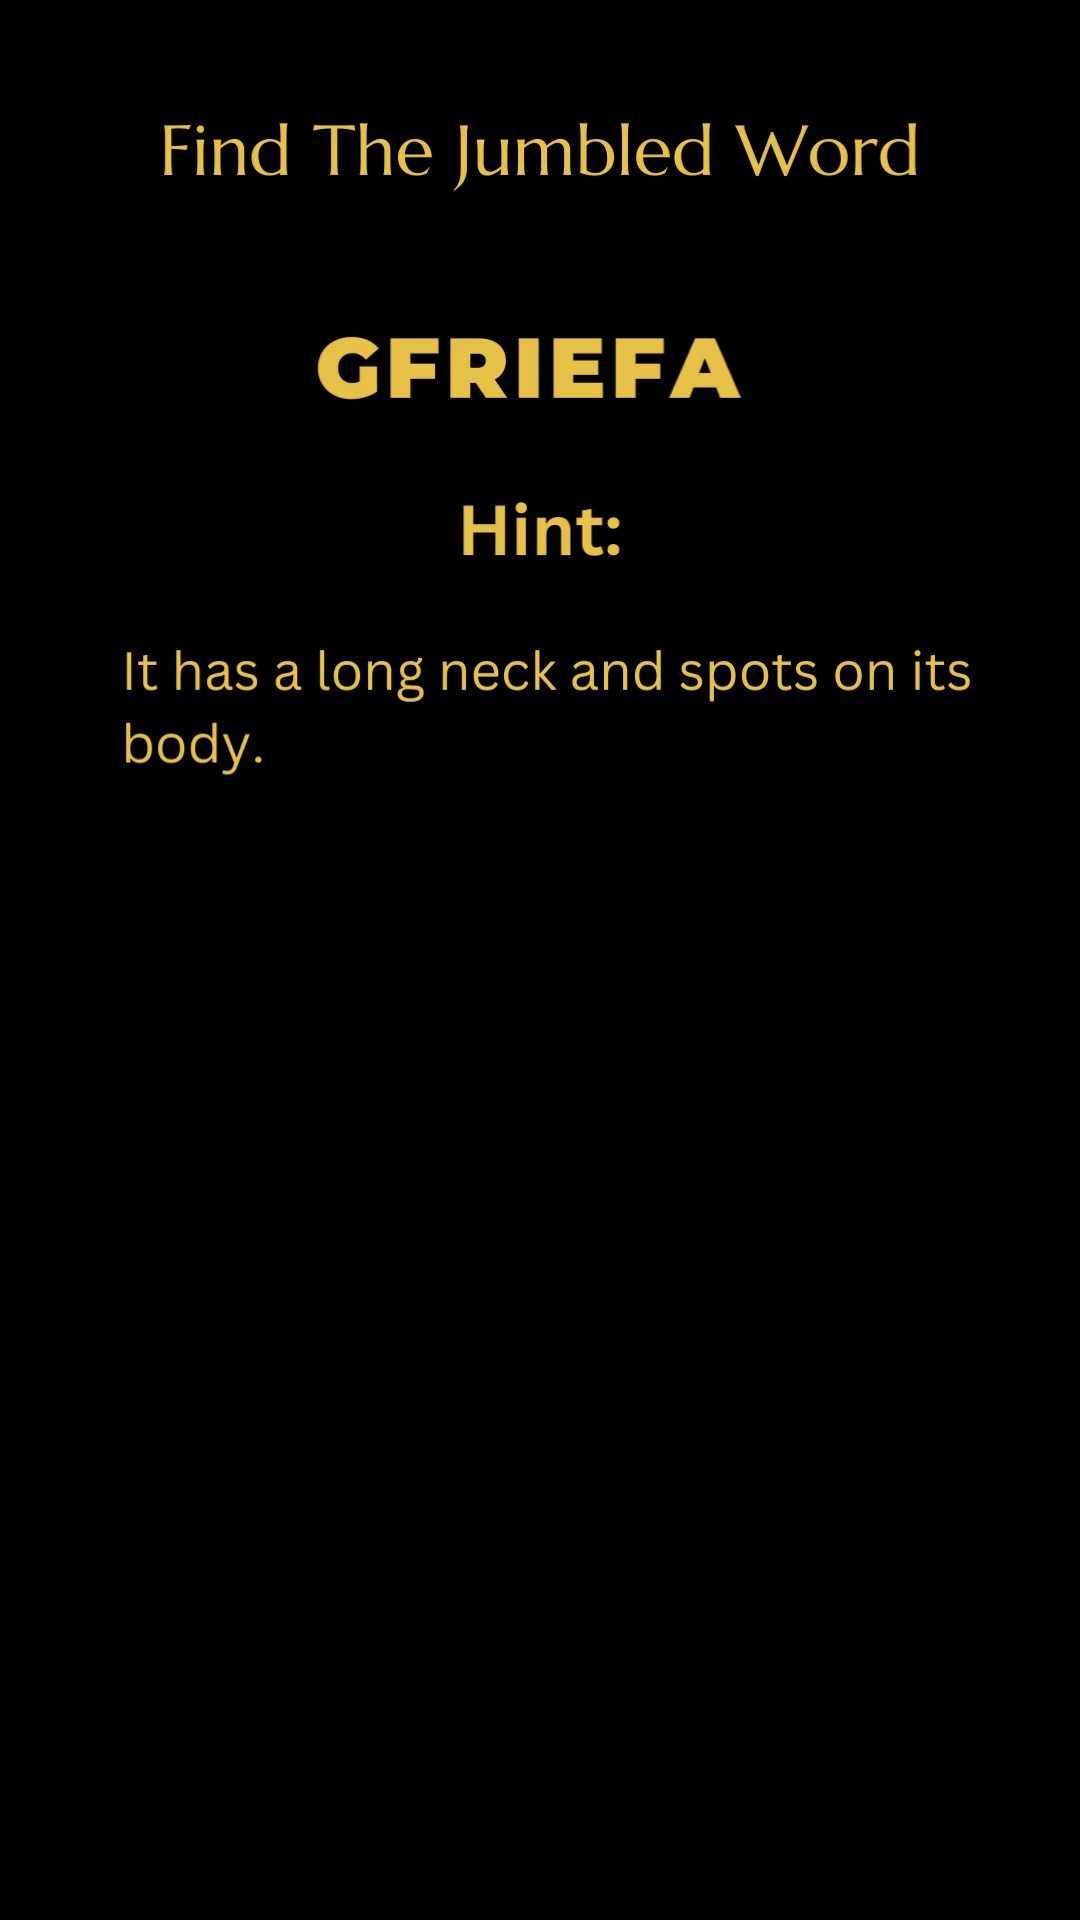 Find The Jumbled Word
GFRIEFA
Hint:
It has a long neck and spots on its
body.